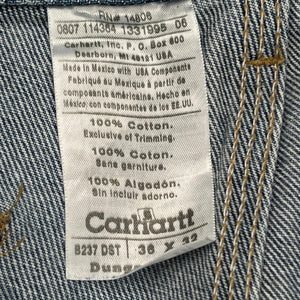 RN# 14806
0807 114364 1331995 06
Carhartt, Inc. P.O. Box 600
Dearborn, MI 48121 USA
Made in Mexico with USA Components
Fabriqué au Mexique à partir de
composants américains. Hecho en
México; con componentes de los EE.UU.
100% Cotton.
Exclusive of Trimming.
100% Coton.
Sans garniture.
100% Algodón.
Sin incluir adorno.
Carhartt
B237 DST 36 X 32